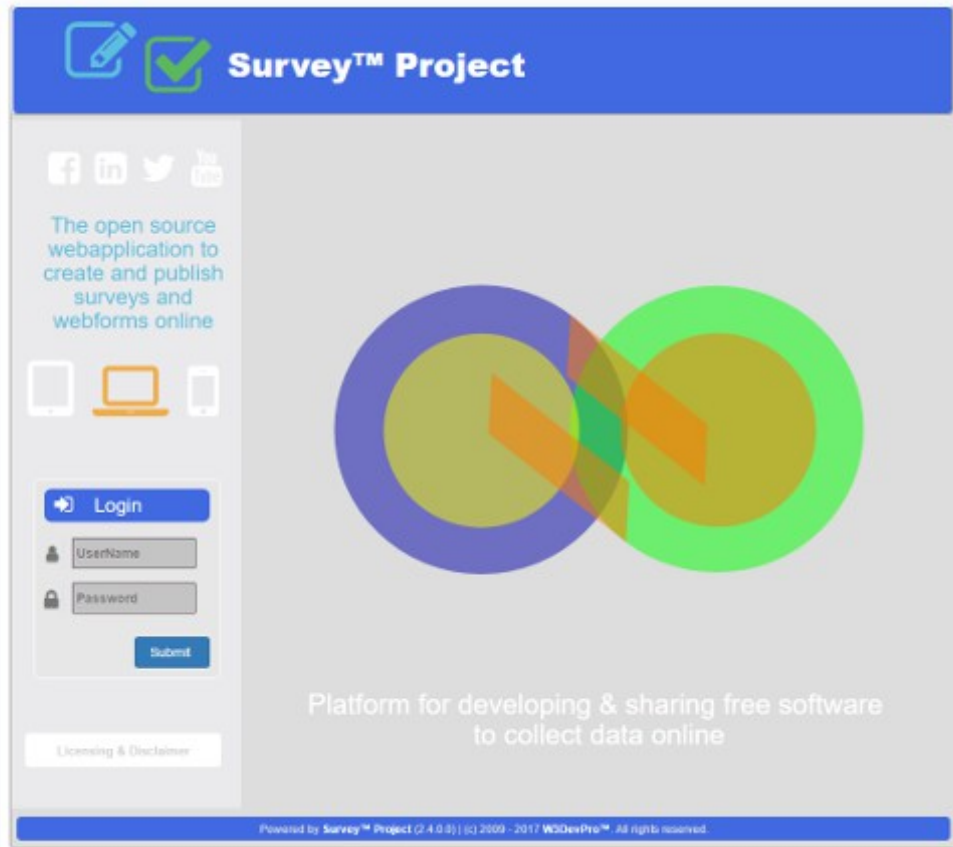 Survey™ Project
You
Tube
The open source
webapplication to
create and publish
surveys and
webforms online
Login
UserName
Password
Submit
Licensing & Disclaimer
Platform for developing & sharing free software
to collect data online
Powered by Survey™ Project (2.4.0.0) | (c) 2009 - 2017 W3DevPro™. All rights reserved.